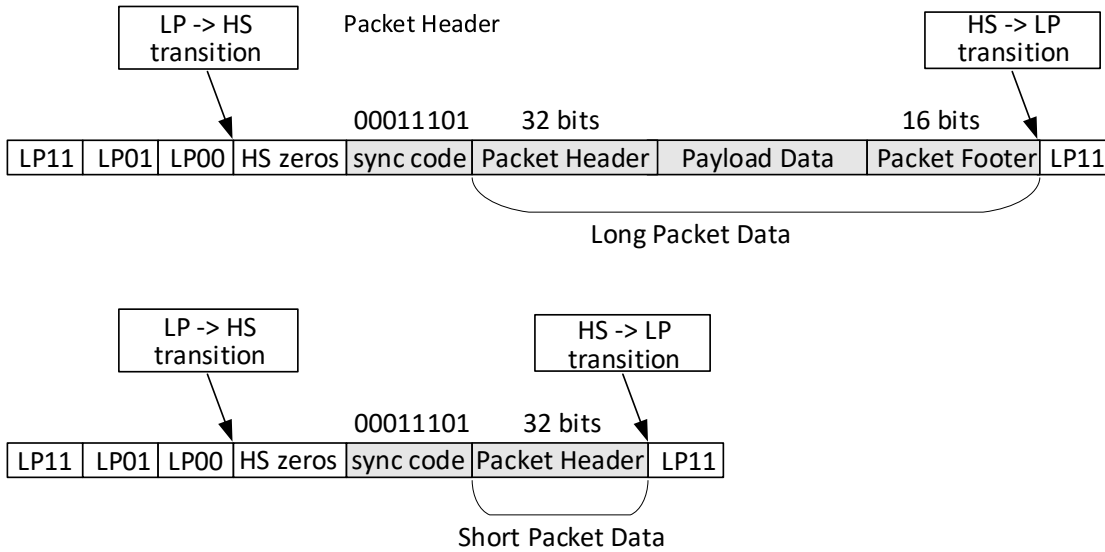 LP -> HS
transition
Packet Header
HS -> LP
transition
00011101 32 bits 16 bits
LP11 LP01 LP00 HS zeros sync code Packet Header Payload Data Packet Footer LP11
Long Packet Data
LP -> HS
transition
HS -> LP
transition
00011101 32 bits
LP11 LP01 LP00 HS zeros sync code Packet Header LP11
Short Packet Data